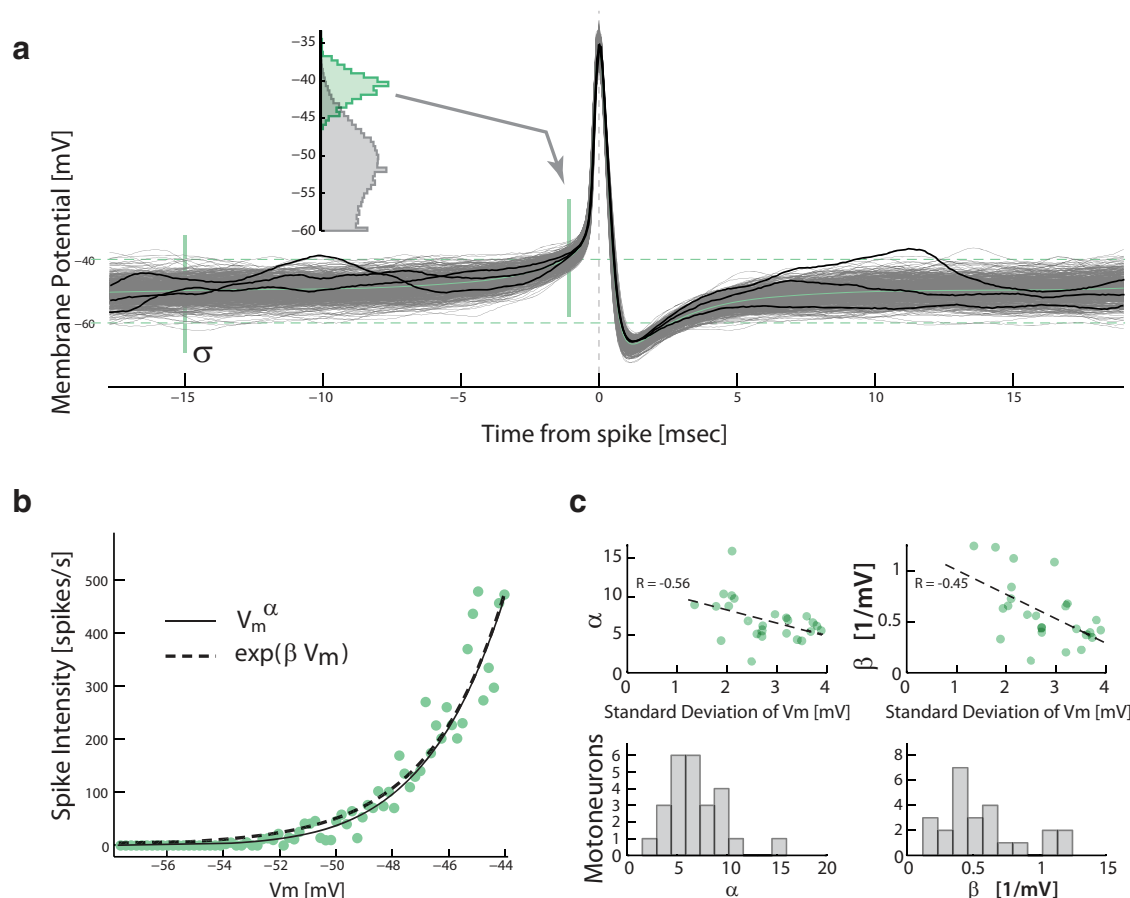 a
−35
−40
−45
−50
−55
−60
Membrane Potential [mV]
−40
−60
σ
−15 −10 −5 0 5 10 15
Time from spike [msec]
b
Spike Intensity [spikes/s]
500
400
300
200
100
0
V_m^α
exp(β V_m)
−56 −54 −52 −50 −48 −46 −44
Vm [mV]
c
α
15
10
5
0
R = -0.56
0 1 2 3 4
Standard Deviation of Vm [mV]
β [1/mV]
1
0.5
0
R = -0.45
0 1 2 3 4
Standard Deviation of Vm [mV]
Motoneurons
6
5
4
3
2
1
0
0 5 10 15 20
α
8
6
4
2
0
0 0.5 1 15
β [1/mV]